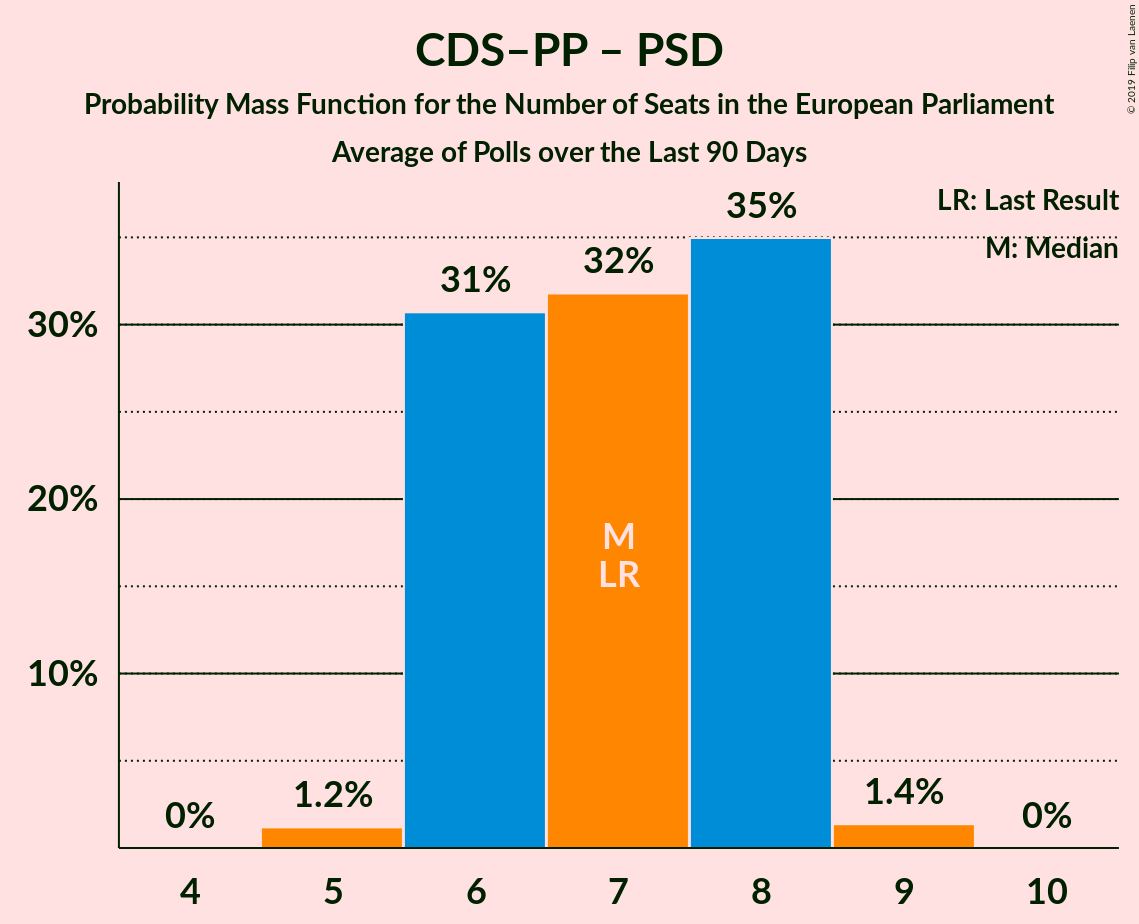 CDS–PP – PSD
Probability Mass Function for the Number of Seats in the European Parliament
Average of Polls over the Last 90 Days
© 2019 Filip van Laenen
LR: Last Result
M: Median
35%
32%
31%
30%
20%
M
LR
10%
1.2%
1.4%
0%
0%
4 5 6 7 8 9 10